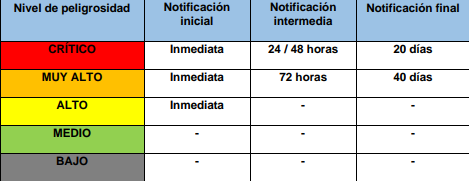 Nivel de peligrosidad Notificación inicial Notificación intermedia Notificación final
CRÍTICO Inmediata 24 / 48 horas 20 días
MUY ALTO Inmediata 72 horas 40 días
ALTO Inmediata - -
MEDIO - - -
BAJO - - -